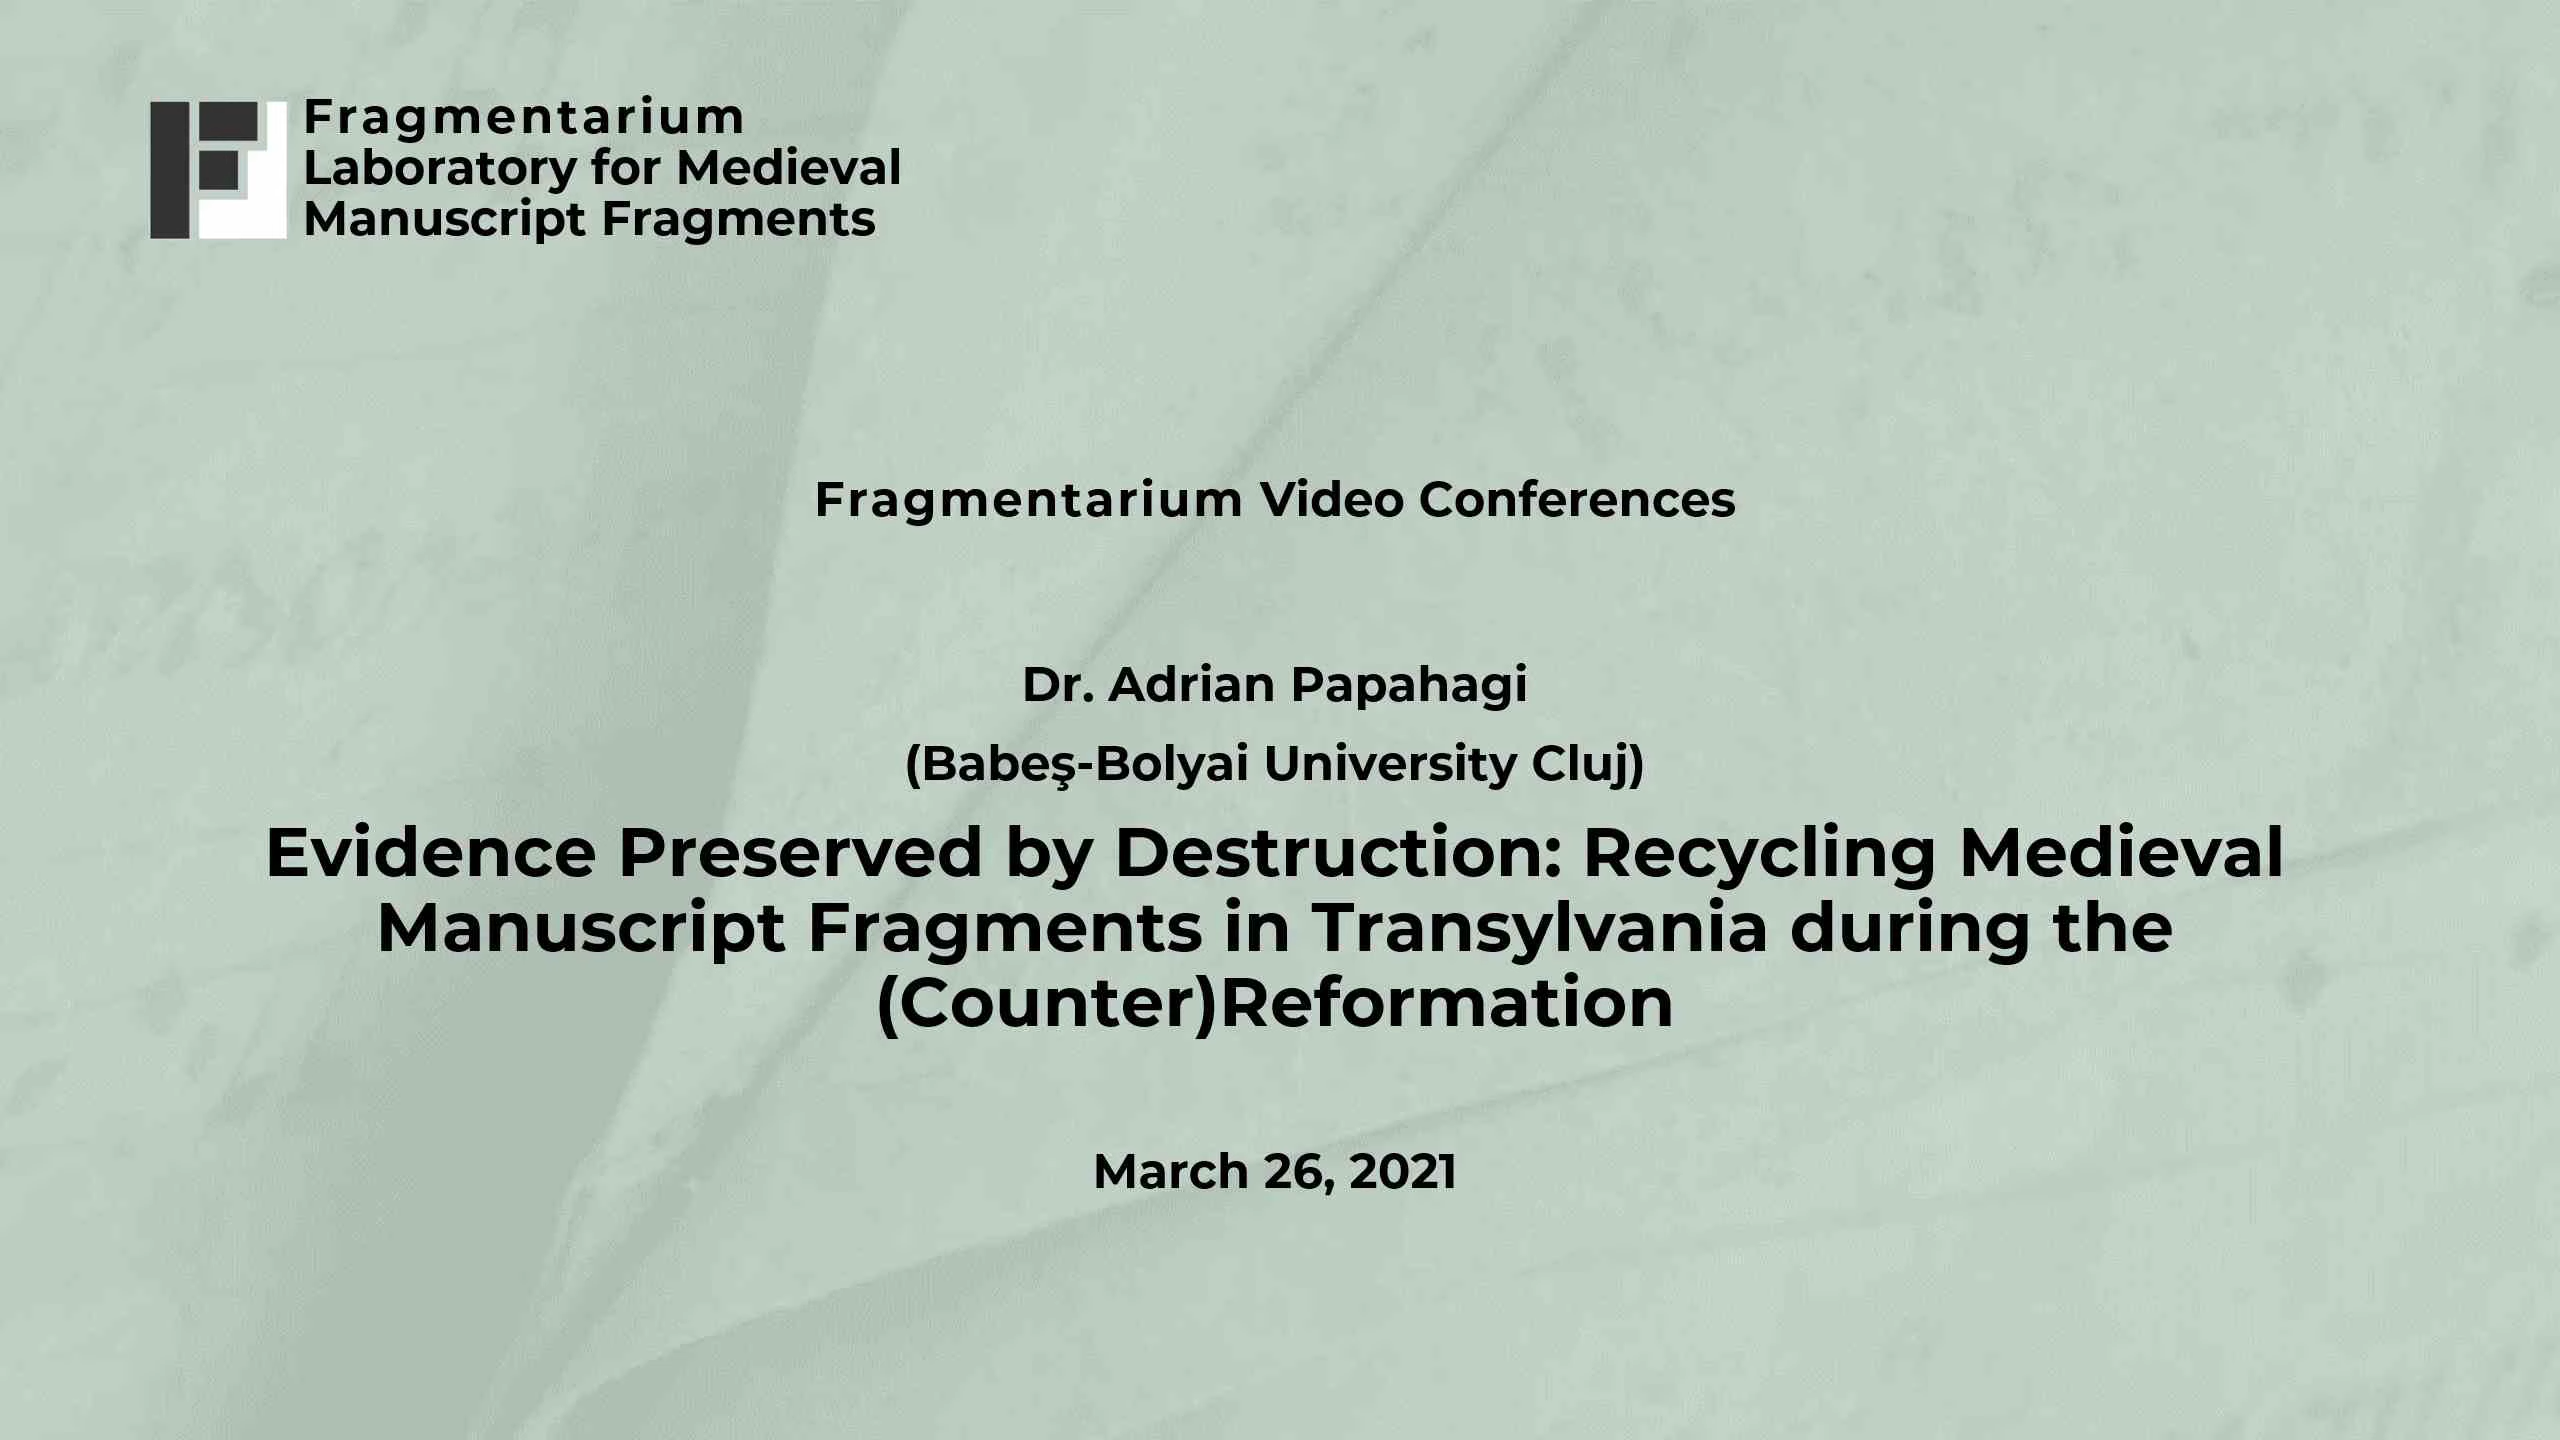 Fragmentarium
Laboratory for Medieval
Manuscript Fragments
Fragmentarium Video Conferences
Dr. Adrian Papahagi
(Babeş-Bolyai University Cluj)
Evidence Preserved by Destruction: Recycling Medieval
Manuscript Fragments in Transylvania during the
(Counter)Reformation
March 26, 2021